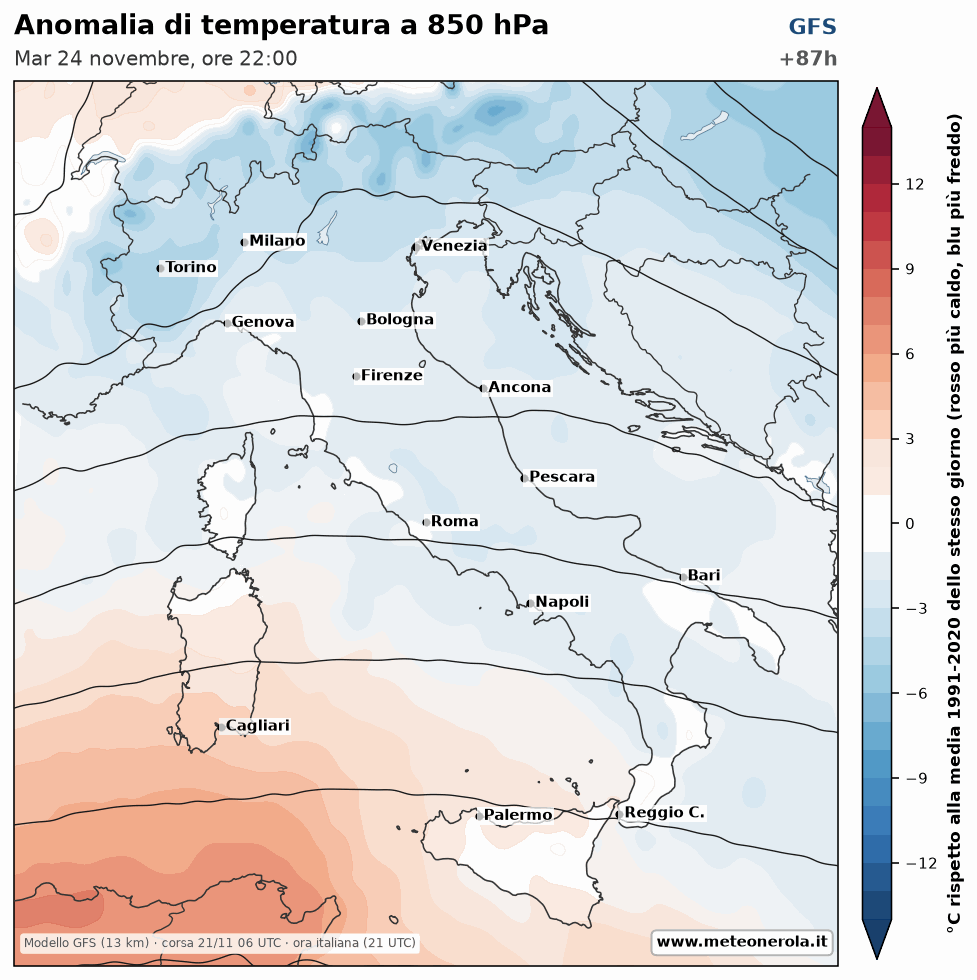 Anomalia di temperatura a 850 hPa
GFS
Mar 24 novembre, ore 22:00
+87h
Milano
Venezia
Torino
Genova
Bologna
Firenze
Ancona
Pescara
Roma
Bari
Napoli
Cagliari
Palermo
Reggio C.
12
9
6
3
0
−3
−6
−9
−12
°C rispetto alla media 1991-2020 dello stesso giorno (rosso più caldo, blu più freddo)
Modello GFS (13 km) · corsa 21/11 06 UTC · ora italiana (21 UTC)
www.meteonerola.it